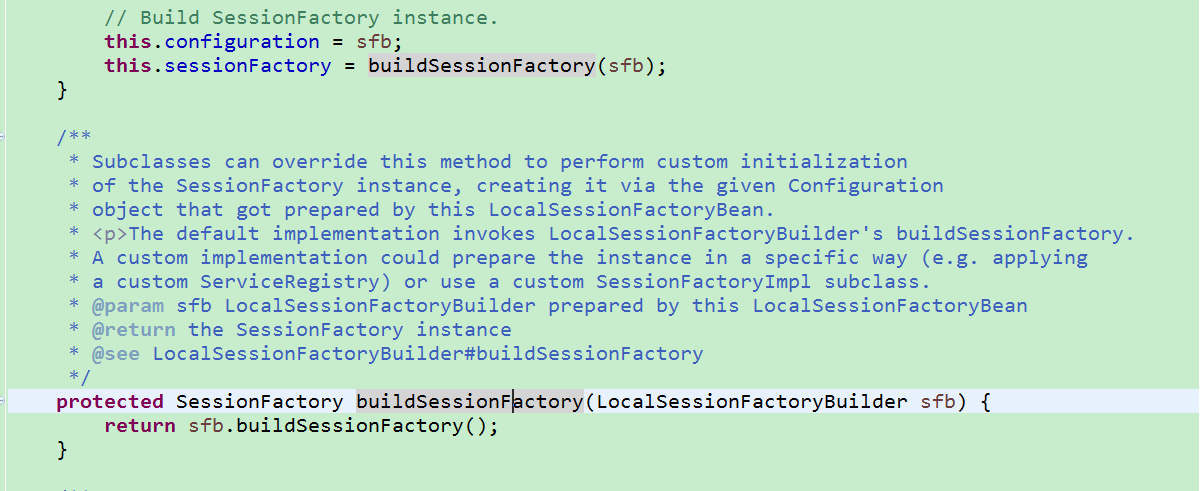 // Build SessionFactory instance.
this.configuration = sfb;
this.sessionFactory = buildSessionFactory(sfb);
}
/**
* Subclasses can override this method to perform custom initialization
* of the SessionFactory instance, creating it via the given Configuration
* object that got prepared by this LocalSessionFactoryBean.
* <p>The default implementation invokes LocalSessionFactoryBuilder's buildSessionFactory.
* A custom implementation could prepare the instance in a specific way (e.g. applying
* a custom ServiceRegistry) or use a custom SessionFactoryImpl subclass.
* @param sfb LocalSessionFactoryBuilder prepared by this LocalSessionFactoryBean
* @return the SessionFactory instance
* @see LocalSessionFactoryBuilder#buildSessionFactory
*/
protected SessionFactory buildSessionFactory(LocalSessionFactoryBuilder sfb) {
return sfb.buildSessionFactory();
}